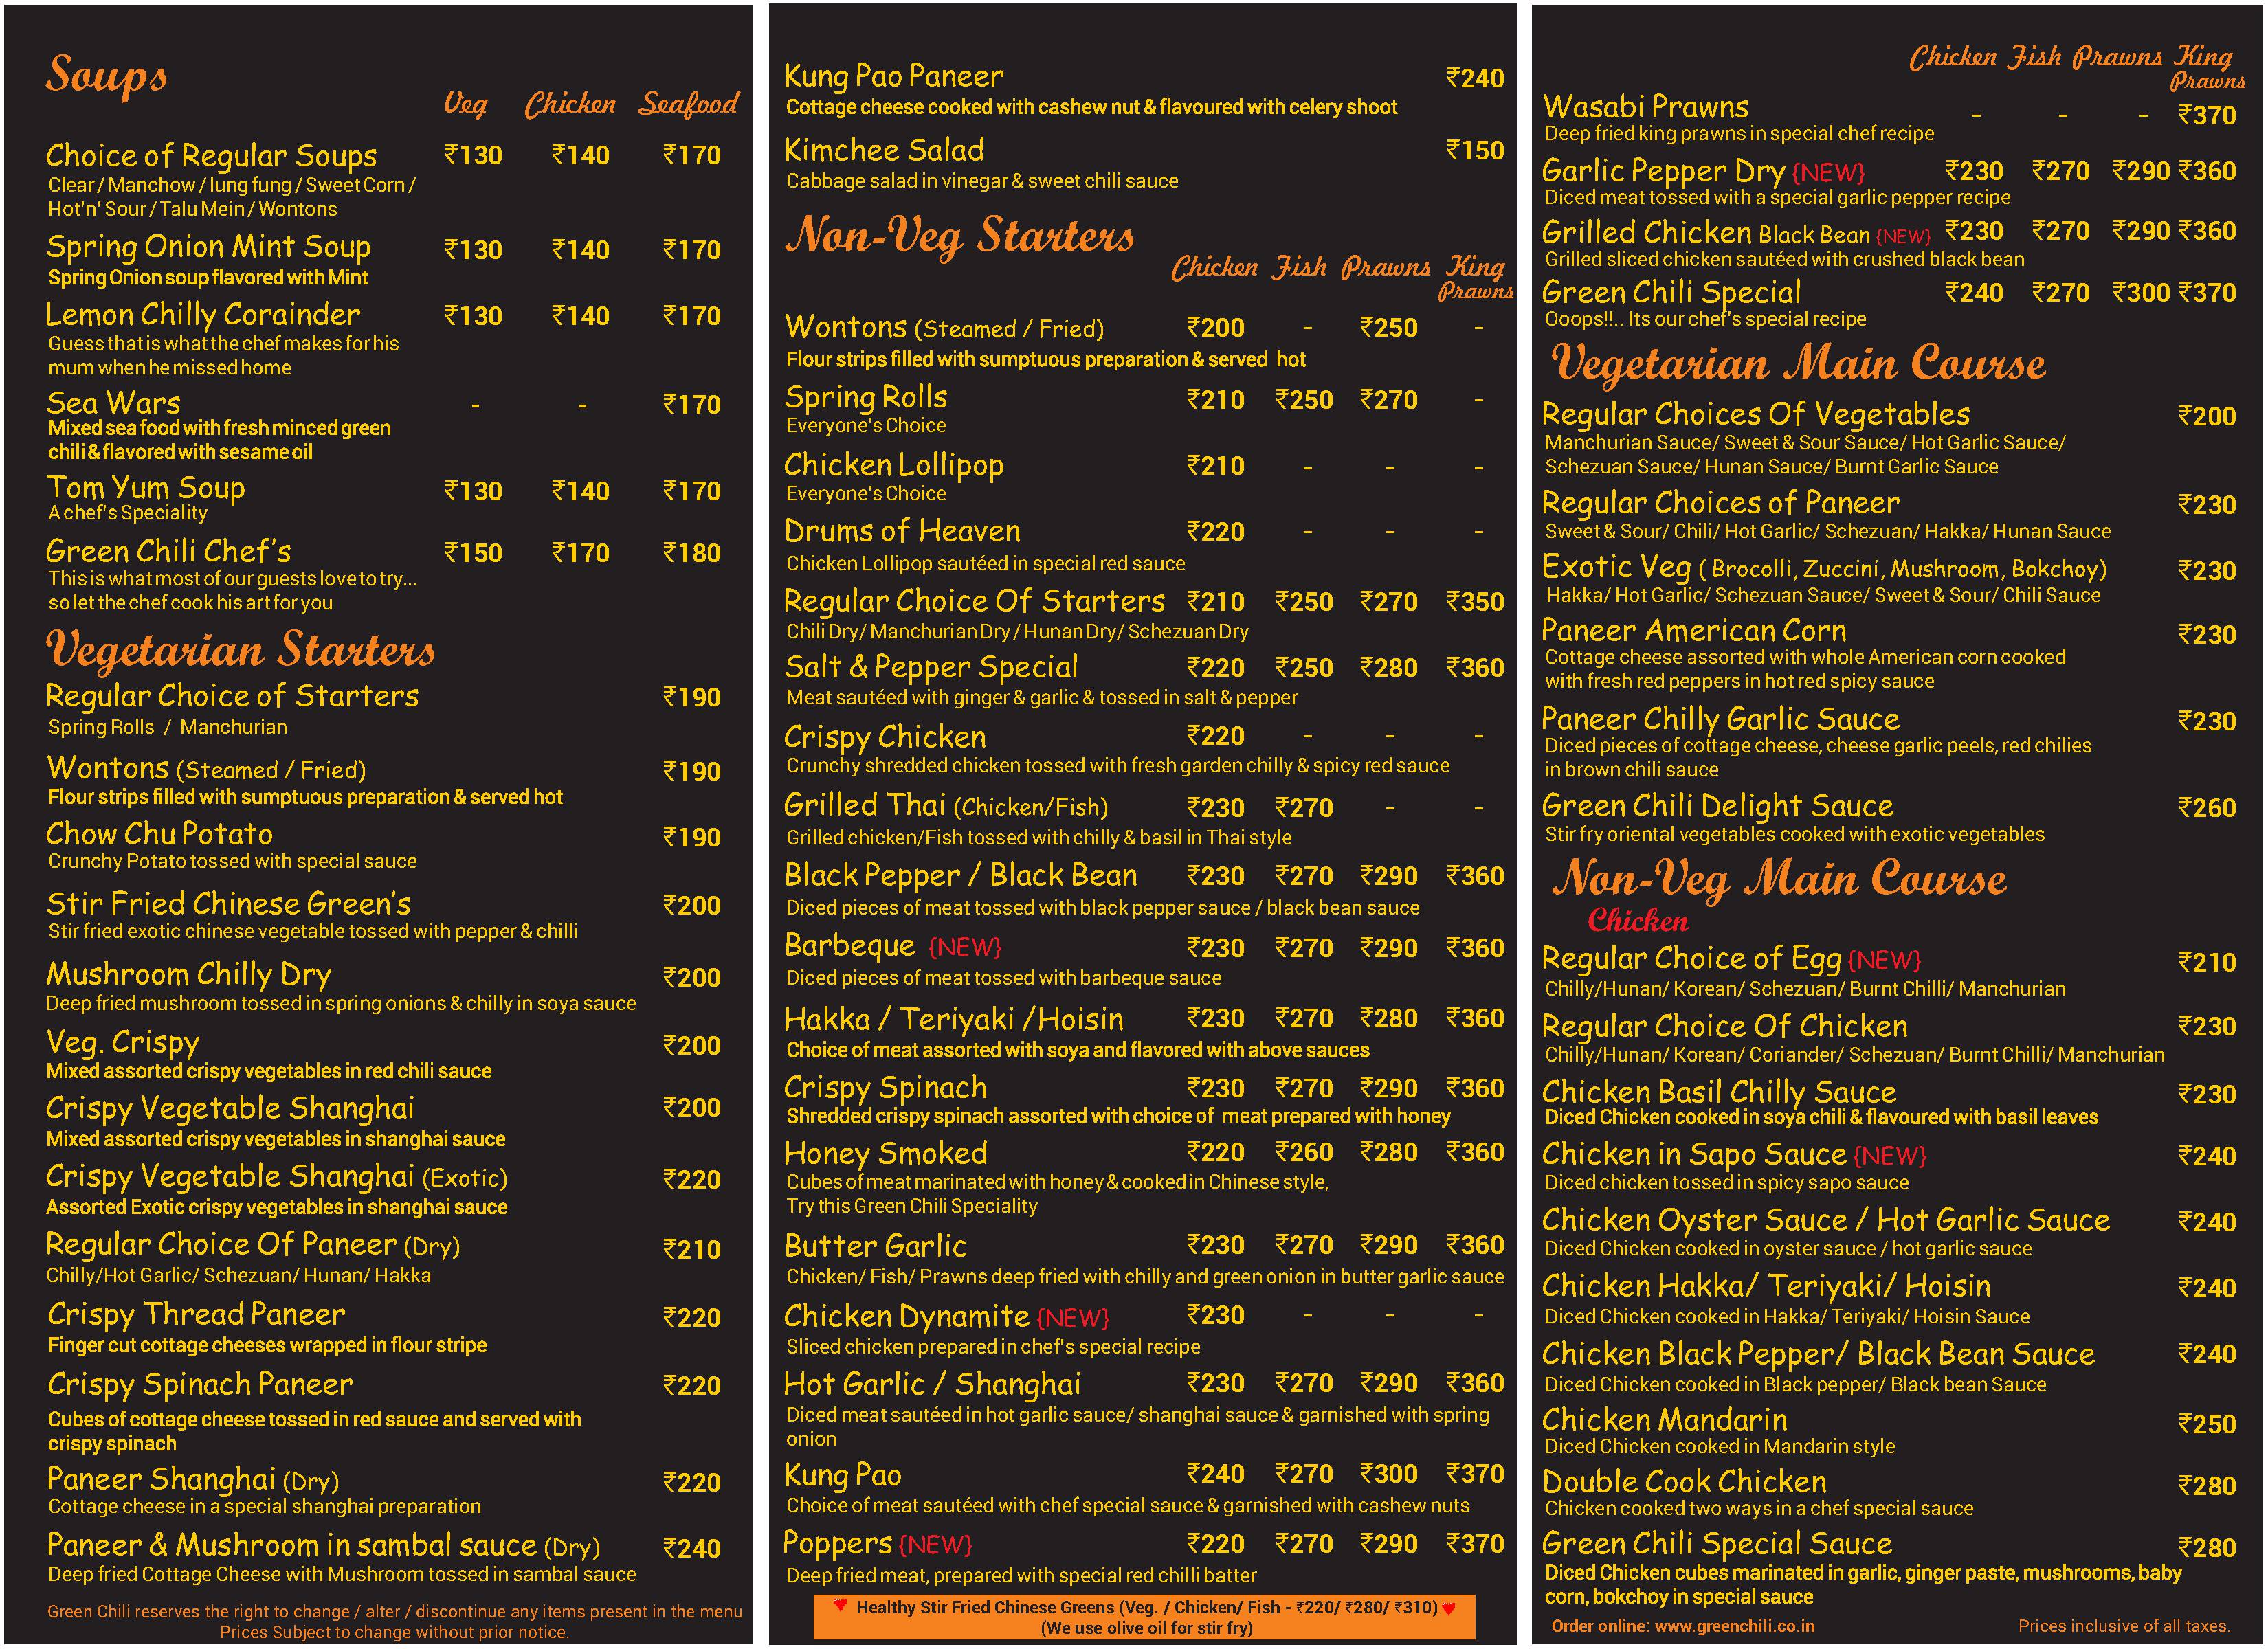 Soups
Veg Chicken Seafood
Choice of Regular Soups ₹130 ₹140 ₹170
Clear / Manchow / lung fung / Sweet Corn /
Hot'n' Sour / Talu Mein / Wontons
Spring Onion Mint Soup ₹130 ₹140 ₹170
Spring Onion soup flavored with Mint
Lemon Chilly Corainder ₹130 ₹140 ₹170
Guess that is what the chef makes for his
mum when he missed home
Sea Wars - - ₹170
Mixed sea food with fresh minced green
chili & flavored with sesame oil
Tom Yum Soup ₹130 ₹140 ₹170
A chef's Speciality
Green Chili Chef's ₹150 ₹170 ₹180
This is what most of our guests love to try...
so let the chef cook his art for you
Vegetarian Starters
Regular Choice of Starters ₹190
Spring Rolls / Manchurian
Wontons (Steamed / Fried) ₹190
Flour strips filled with sumptuous preparation & served hot
Chow Chu Potato ₹190
Crunchy Potato tossed with special sauce
Stir Fried Chinese Green's ₹200
Stir fried exotic chinese vegetable tossed with pepper & chilli
Mushroom Chilly Dry ₹200
Deep fried mushroom tossed in spring onions & chilly in soya sauce
Veg. Crispy ₹200
Mixed assorted crispy vegetables in red chili sauce
Crispy Vegetable Shanghai ₹200
Mixed assorted crispy vegetables in shanghai sauce
Crispy Vegetable Shanghai (Exotic) ₹220
Assorted Exotic crispy vegetables in shanghai sauce
Regular Choice Of Paneer (Dry) ₹210
Chilly/Hot Garlic/ Schezuan/ Hunan/ Hakka
Crispy Thread Paneer ₹220
Finger cut cottage cheeses wrapped in flour stripe
Crispy Spinach Paneer ₹220
Cubes of cottage cheese tossed in red sauce and served with
crispy spinach
Paneer Shanghai (Dry) ₹220
Cottage cheese in a special shanghai preparation
Paneer & Mushroom in sambal sauce (Dry) ₹240
Deep fried Cottage Cheese with Mushroom tossed in sambal sauce
Green Chili reserves the right to change / alter / discontinue any items present in the menu
Prices Subject to change without prior notice.
Kung Pao Paneer ₹240
Cottage cheese cooked with cashew nut & flavoured with celery shoot
Kimchee Salad ₹150
Cabbage salad in vinegar & sweet chili sauce
Non-Veg Starters
Chicken Fish Prawns King
Prawns
Wontons (Steamed / Fried) ₹200 - ₹250 -
Flour strips filled with sumptuous preparation & served hot
Spring Rolls ₹210 ₹250 ₹270 -
Everyone's Choice
Chicken Lollipop ₹210 - - -
Everyone's Choice
Drums of Heaven ₹220 - - -
Chicken Lollipop sautéed in special red sauce
Regular Choice Of Starters ₹210 ₹250 ₹270 ₹350
Chili Dry/ Manchurian Dry / Hunan Dry/ Schezuan Dry
Salt & Pepper Special ₹220 ₹250 ₹280 ₹360
Meat sautéed with ginger & garlic & tossed in salt & pepper
Crispy Chicken ₹220 - - -
Crunchy shredded chicken tossed with fresh garden chilly & spicy red sauce
Grilled Thai (Chicken/Fish) ₹230 ₹270 - -
Grilled chicken/Fish tossed with chilly & basil in Thai style
Black Pepper / Black Bean ₹230 ₹270 ₹290 ₹360
Diced pieces of meat tossed with black pepper sauce / black bean sauce
Barbeque {NEW} ₹230 ₹270 ₹290 ₹360
Diced pieces of meat tossed with barbeque sauce
Hakka / Teriyaki /Hoisin ₹230 ₹270 ₹280 ₹360
Choice of meat assorted with soya and flavored with above sauces
Crispy Spinach ₹230 ₹270 ₹290 ₹360
Shredded crispy spinach assorted with choice of meat prepared with honey
Honey Smoked ₹220 ₹260 ₹280 ₹360
Cubes of meat marinated with honey & cooked in Chinese style,
Try this Green Chili Speciality
Butter Garlic ₹230 ₹270 ₹290 ₹360
Chicken/ Fish/ Prawns deep fried with chilly and green onion in butter garlic sauce
Chicken Dynamite {NEW} ₹230 - - -
Sliced chicken prepared in chef's special recipe
Hot Garlic / Shanghai ₹230 ₹270 ₹290 ₹360
Diced meat sautéed in hot garlic sauce/ shanghai sauce & garnished with spring
onion
Kung Pao ₹240 ₹270 ₹300 ₹370
Choice of meat sautéed with chef special sauce & garnished with cashew nuts
Poppers {NEW} ₹220 ₹270 ₹290 ₹370
Deep fried meat, prepared with special red chilli batter
Healthy Stir Fried Chinese Greens (Veg. / Chicken/ Fish - ₹220/ ₹280/ ₹310)
(We use olive oil for stir fry)
Chicken Fish Prawns King
Prawns
Wasabi Prawns - - - ₹370
Deep fried king prawns in special chef recipe
Garlic Pepper Dry {NEW} ₹230 ₹270 ₹290 ₹360
Diced meat tossed with a special garlic pepper recipe
Grilled Chicken Black Bean {NEW} ₹230 ₹270 ₹290 ₹360
Grilled sliced chicken sautéed with crushed black bean
Green Chili Special ₹240 ₹270 ₹300 ₹370
Ooops!!.. Its our chef's special recipe
Vegetarian Main Course
Regular Choices Of Vegetables ₹200
Manchurian Sauce/ Sweet & Sour Sauce/ Hot Garlic Sauce/
Schezuan Sauce/ Hunan Sauce/ Burnt Garlic Sauce
Regular Choices of Paneer ₹230
Sweet & Sour/ Chili/ Hot Garlic/ Schezuan/ Hakka/ Hunan Sauce
Exotic Veg ( Brocolli, Zuccini, Mushroom, Bokchoy) ₹230
Hakka/ Hot Garlic/ Schezuan Sauce/ Sweet & Sour/ Chili Sauce
Paneer American Corn ₹230
Cottage cheese assorted with whole American corn cooked
with fresh red peppers in hot red spicy sauce
Paneer Chilly Garlic Sauce ₹230
Diced pieces of cottage cheese, cheese garlic peels, red chilies
in brown chili sauce
Green Chili Delight Sauce ₹260
Stir fry oriental vegetables cooked with exotic vegetables
Non-Veg Main Course
Chicken
Regular Choice of Egg {NEW} ₹210
Chilly/Hunan/ Korean/ Schezuan/ Burnt Chilli/ Manchurian
Regular Choice Of Chicken ₹230
Chilly/Hunan/ Korean/ Coriander/ Schezuan/ Burnt Chilli/ Manchurian
Chicken Basil Chilly Sauce ₹230
Diced Chicken cooked in soya chili & flavoured with basil leaves
Chicken in Sapo Sauce {NEW} ₹240
Diced chicken tossed in spicy sapo sauce
Chicken Oyster Sauce / Hot Garlic Sauce ₹240
Diced Chicken cooked in oyster sauce / hot garlic sauce
Chicken Hakka/ Teriyaki/ Hoisin ₹240
Diced Chicken cooked in Hakka/ Teriyaki/ Hoisin Sauce
Chicken Black Pepper/ Black Bean Sauce ₹240
Diced Chicken cooked in Black pepper/ Black bean Sauce
Chicken Mandarin ₹250
Diced Chicken cooked in Mandarin style
Double Cook Chicken ₹280
Chicken cooked two ways in a chef special sauce
Green Chili Special Sauce ₹280
Diced Chicken cubes marinated in garlic, ginger paste, mushrooms, baby
corn, bokchoy in special sauce
Order online: www.greenchili.co.in Prices inclusive of all taxes.